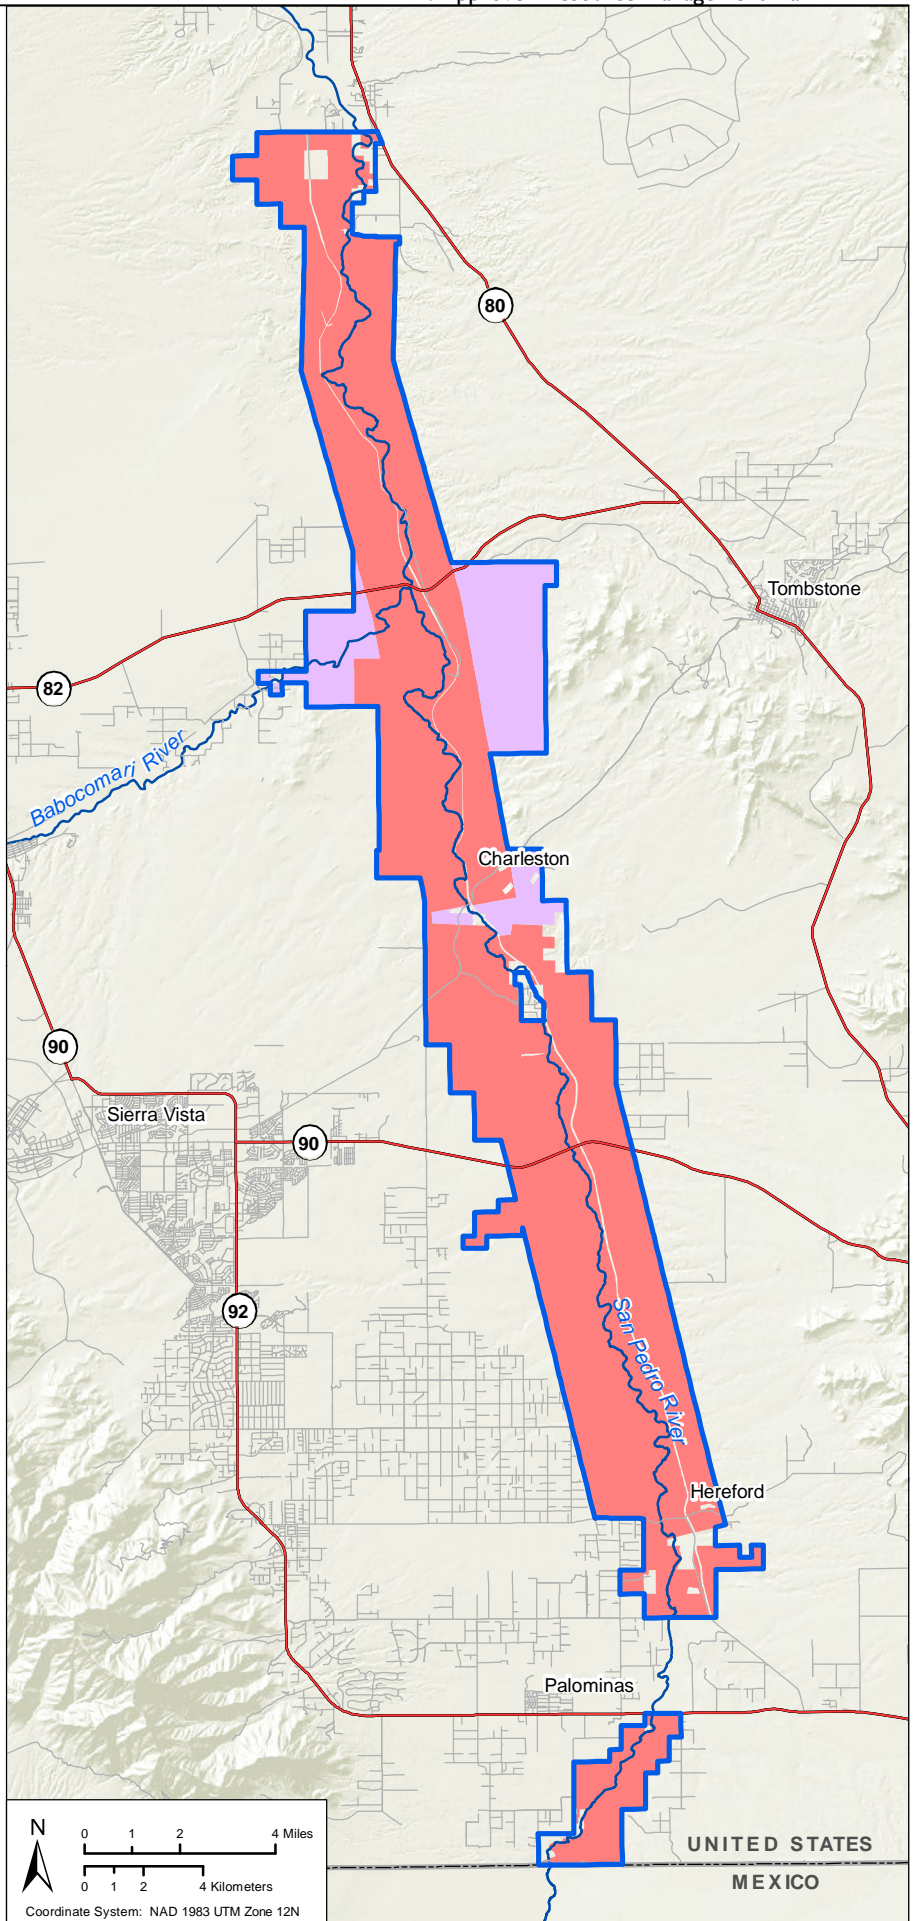 80
Tombstone
82
Babocomari River
Charleston
90
Sierra Vista
90
92
San Pedro River
Hereford
Palominas
UNITED STATES
MEXICO
N
0 1 2 4 Miles
0 1 2 4 Kilometers
Coordinate System: NAD 1983 UTM Zone 12N